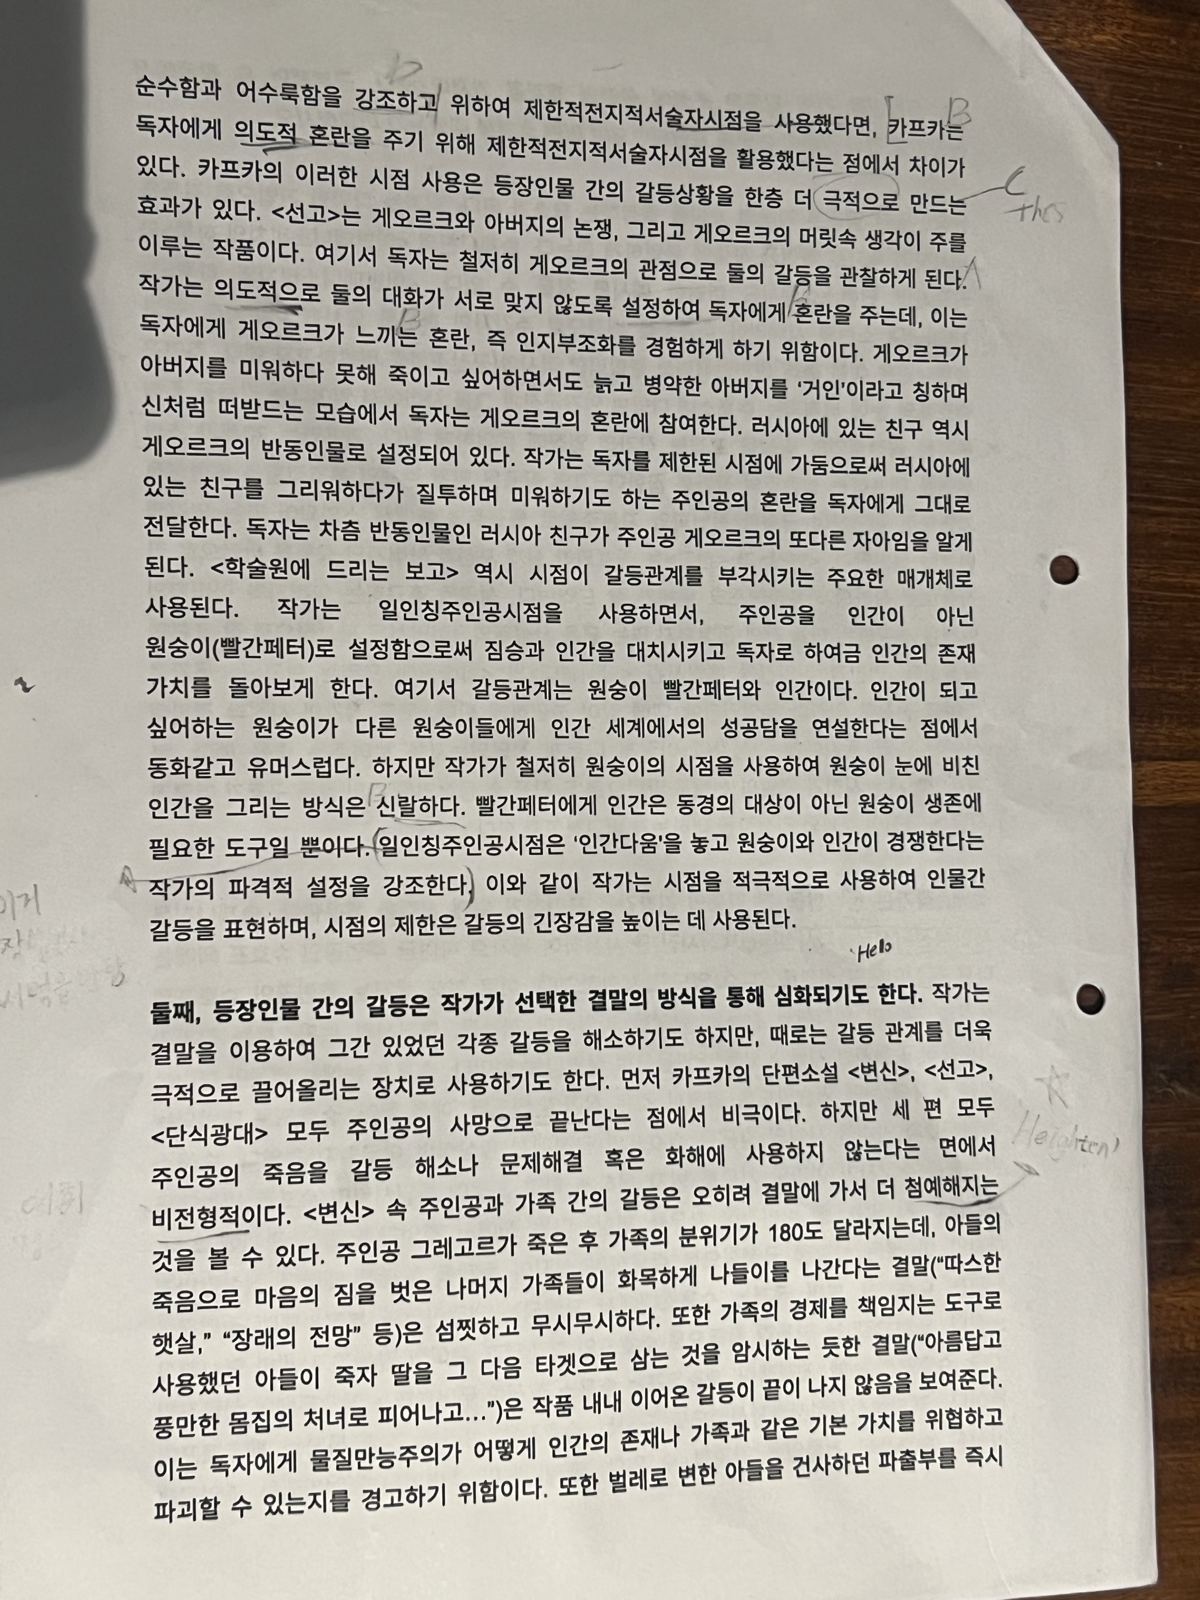 순수함과 어수룩함을 강조하고 위하여 제한적전지적서술자시점을 사용했다면, 카프카는
독자에게 의도적 혼란을 주기 위해 제한적전지적서술자시점을 활용했다는 점에서 차이가
있다. 카프카의 이러한 시점 사용은 등장인물 간의 갈등상황을 한층 더 극적으로 만드는
효과가 있다. <선고>는 게오르크와 아버지의 논쟁, 그리고 게오르크의 머릿속 생각이 주를
이루는 작품이다. 여기서 독자는 철저히 게오르크의 관점으로 둘의 갈등을 관찰하게 된다.
작가는 의도적으로 둘의 대화가 서로 맞지 않도록 설정하여 독자에게 혼란을 주는데, 이는
독자에게 게오르크가 느끼는 혼란, 즉 인지부조화를 경험하게 하기 위함이다. 게오르크가
아버지를 미워하다 못해 죽이고 싶어하면서도 늙고 병약한 아버지를 ‘거인’이라고 칭하며
신처럼 떠받드는 모습에서 독자는 게오르크의 혼란에 참여한다. 러시아에 있는 친구 역시
게오르크의 반동인물로 설정되어 있다. 작가는 독자를 제한된 시점에 가둠으로써 러시아에
있는 친구를 그리워하다가 질투하며 미워하기도 하는 주인공의 혼란을 독자에게 그대로
전달한다. 독자는 차츰 반동인물인 러시아 친구가 주인공 게오르크의 또다른 자아임을 알게
된다. <학술원에 드리는 보고> 역시 시점이 갈등관계를 부각시키는 주요한 매개체로
사용된다. 작가는 일인칭주인공시점을 사용하면서, 주인공을 인간이 아닌
원숭이(빨간페터)로 설정함으로써 짐승과 인간을 대치시키고 독자로 하여금 인간의 존재
가치를 돌아보게 한다. 여기서 갈등관계는 원숭이 빨간페터와 인간이다. 인간이 되고
싶어하는 원숭이가 다른 원숭이들에게 인간 세계에서의 성공담을 연설한다는 점에서
동화같고 유머스럽다. 하지만 작가가 철저히 원숭이의 시점을 사용하여 원숭이 눈에 비친
인간을 그리는 방식은 신랄하다. 빨간페터에게 인간은 동경의 대상이 아닌 원숭이 생존에
필요한 도구일 뿐이다. 일인칭주인공시점은 ‘인간다움’을 놓고 원숭이와 인간이 경쟁한다는
작가의 파격적 설정을 강조한다. 이와 같이 작가는 시점을 적극적으로 사용하여 인물간
갈등을 표현하며, 시점의 제한은 갈등의 긴장감을 높이는 데 사용된다.
Helo
둘째, 등장인물 간의 갈등은 작가가 선택한 결말의 방식을 통해 심화되기도 한다. 작가는
결말을 이용하여 그간 있었던 각종 갈등을 해소하기도 하지만, 때로는 갈등 관계를 더욱
극적으로 끌어올리는 장치로 사용하기도 한다. 먼저 카프카의 단편소설 <변신>, <선고>,
<단식광대> 모두 주인공의 사망으로 끝난다는 점에서 비극이다. 하지만 세 편 모두
주인공의 죽음을 갈등 해소나 문제해결 혹은 화해에 사용하지 않는다는 면에서
Heighten
비전형적이다. <변신> 속 주인공과 가족 간의 갈등은 오히려 결말에 가서 더 첨예해지는
것을 볼 수 있다. 주인공 그레고르가 죽은 후 가족의 분위기가 180도 달라지는데, 아들의
죽음으로 마음의 짐을 벗은 나머지 가족들이 화목하게 나들이를 나간다는 결말(“따스한
햇살,” “장래의 전망” 등)은 섬찟하고 무시무시하다. 또한 가족의 경제를 책임지는 도구로
사용했던 아들이 죽자 딸을 그 다음 타겟으로 삼는 것을 암시하는 듯한 결말(“아름답고
풍만한 몸집의 처녀로 피어나고...”)은 작품 내내 이어온 갈등이 끝이 나지 않음을 보여준다.
이는 독자에게 물질만능주의가 어떻게 인간의 존재나 가족과 같은 기본 가치를 위협하고
파괴할 수 있는지를 경고하기 위함이다. 또한 벌레로 변한 아들을 건사하던 파출부를 즉시